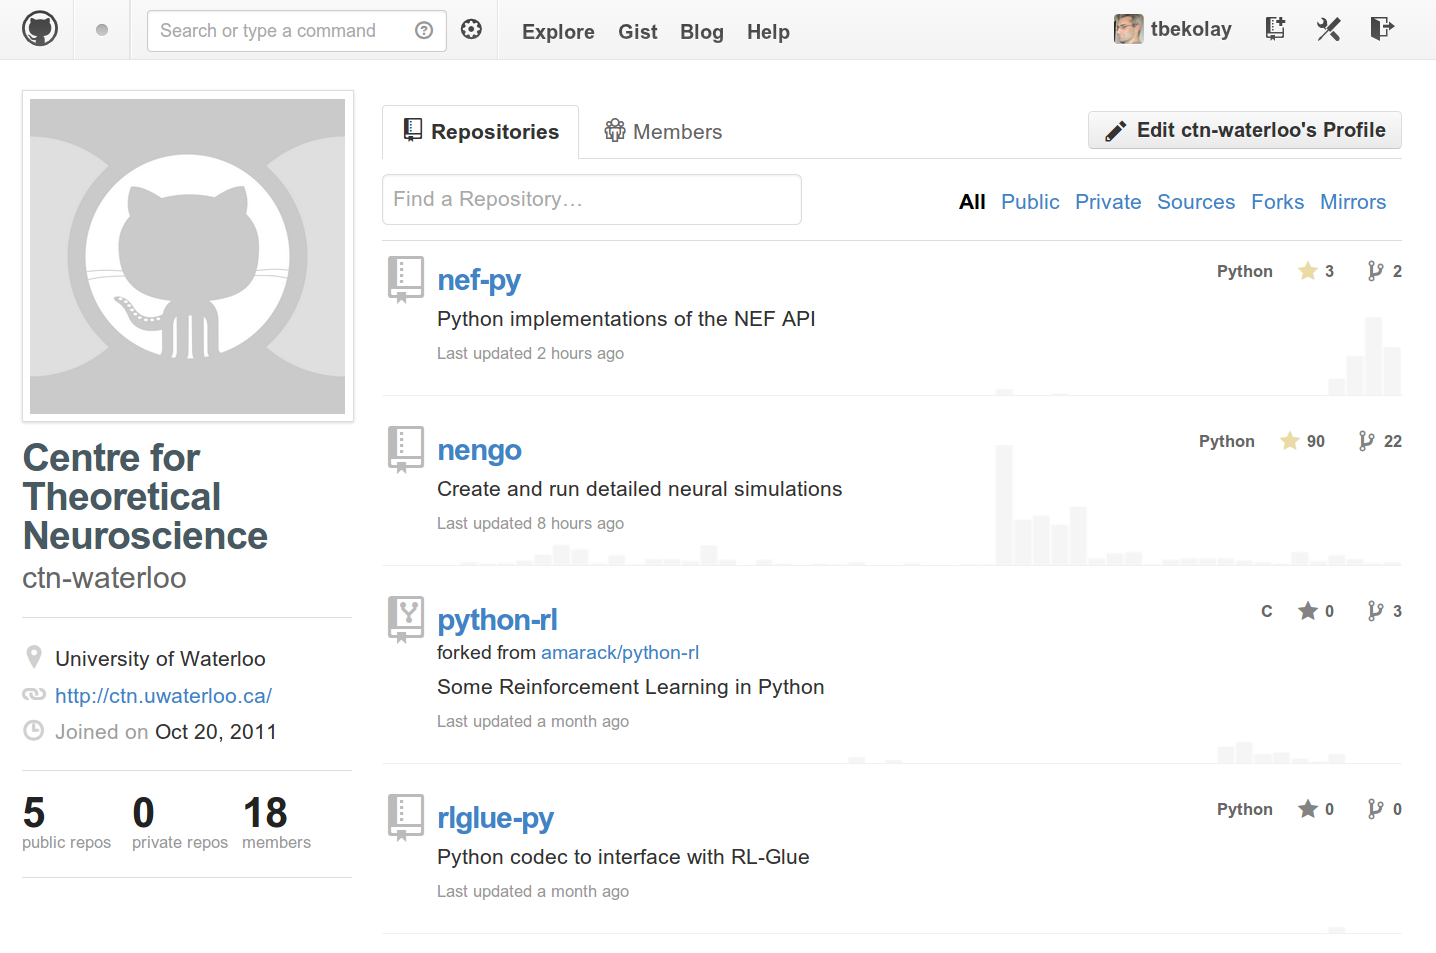 Search or type a command
Explore Gist Blog Help
tbekolay
Repositories
Members
Edit ctn-waterloo's Profile
Find a Repository…
All Public Private Sources Forks Mirrors
nef-py
Python 3 2
Python implementations of the NEF API
Last updated 2 hours ago
nengo
Python 90 22
Create and run detailed neural simulations
Last updated 8 hours ago
python-rl
C 0 3
forked from amarack/python-rl
Some Reinforcement Learning in Python
Last updated a month ago
rlglue-py
Python 0 0
Python codec to interface with RL-Glue
Last updated a month ago
Centre for
Theoretical
Neuroscience
ctn-waterloo
University of Waterloo
http://ctn.uwaterloo.ca/
Joined on Oct 20, 2011
5 0 18
public repos private repos members